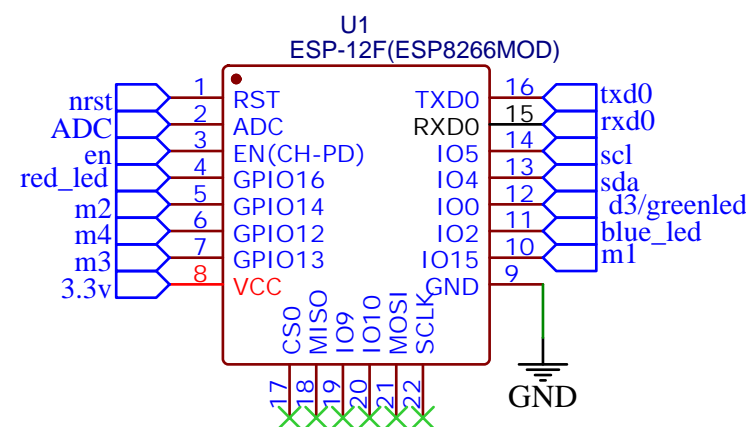 U1
ESP-12F(ESP8266MOD)
nrst 1 RST TXD0 16 txd0
ADC 2 ADC RXD0 15 rxd0
en 3 EN(CH-PD) IO5 14 scl
red_led 4 GPIO16 IO4 13 sda
m2 5 GPIO14 IO0 12 d3/greenled
m4 6 GPIO12 IO2 11 blue_led
m3 7 GPIO13 IO15 10 m1
3.3v 8 VCC GND 9
CS0 MISO IO9 IO10 MOSI SCLK
17 18 19 20 21 22
GND